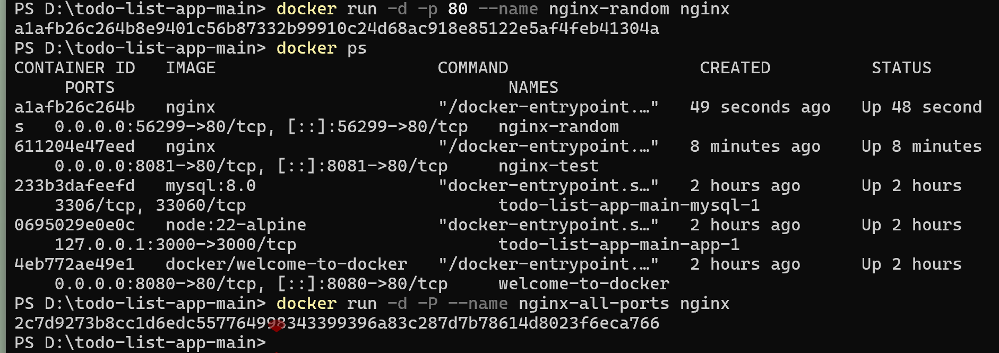 PS D:\todo-list-app-main> docker run -d -p 80 --name nginx-random nginx
a1afb26c264b8e9401c56b87332b99910c24d68ac918e85122e5af4feb41304a
PS D:\todo-list-app-main> docker ps
CONTAINER ID   IMAGE                      COMMAND                   CREATED          STATUS
     PORTS                                       NAMES
a1afb26c264b   nginx                      "/docker-entrypoint.…"   49 seconds ago   Up 48 second
s   0.0.0.0:56299->80/tcp, [::]:56299->80/tcp   nginx-random
611204e47eed   nginx                      "/docker-entrypoint.…"   8 minutes ago    Up 8 minutes
    0.0.0.0:8081->80/tcp, [::]:8081->80/tcp     nginx-test
233b3dafeefd   mysql:8.0                  "docker-entrypoint.s…"   2 hours ago      Up 2 hours
    3306/tcp, 33060/tcp                         todo-list-app-main-mysql-1
0695029e0e0c   node:22-alpine             "docker-entrypoint.s…"   2 hours ago      Up 2 hours
    127.0.0.1:3000->3000/tcp                    todo-list-app-main-app-1
4eb772ae49e1   docker/welcome-to-docker   "/docker-entrypoint.…"   2 hours ago      Up 2 hours
    0.0.0.0:8080->80/tcp, [::]:8080->80/tcp     welcome-to-docker
PS D:\todo-list-app-main> docker run -d -P --name nginx-all-ports nginx
2c7d9273b8cc1d6edc557764998343399396a83c287d7b78614d8023f6eca766
PS D:\todo-list-app-main>